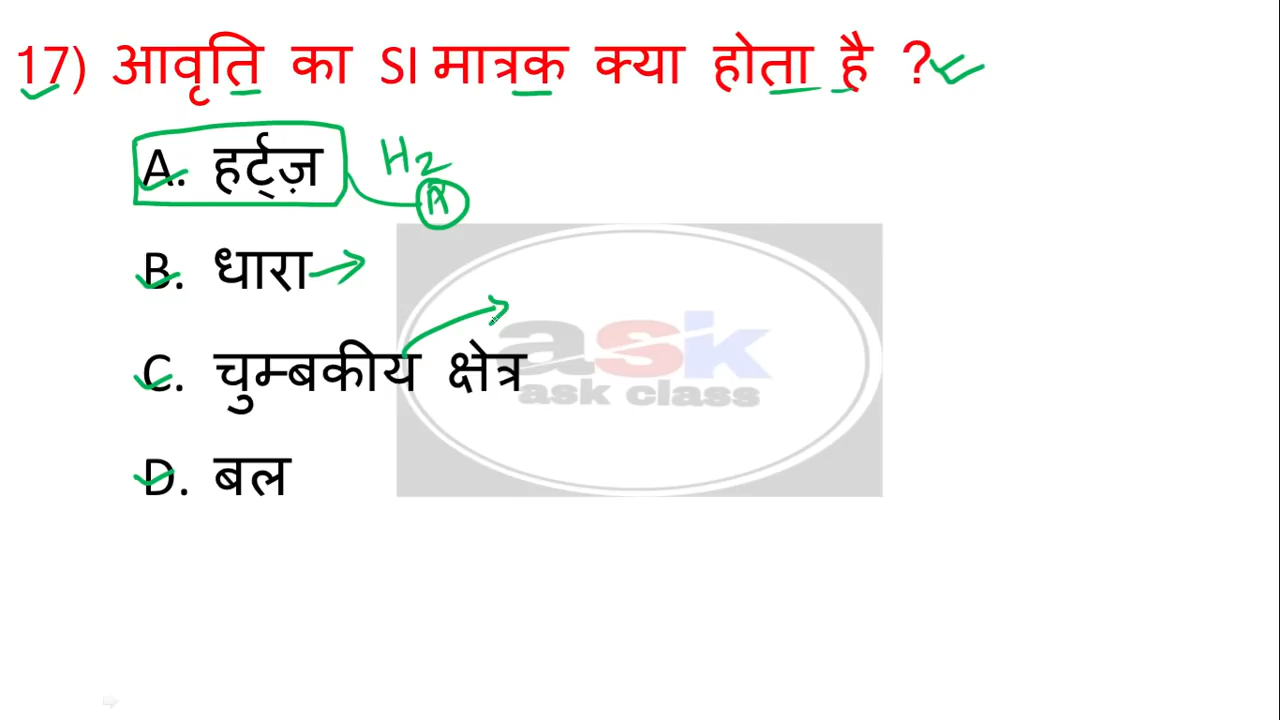 17) आवृति का SI मात्रक क्या होता है ?
A. हर्ट्ज़
Hz
A
B. धारा
C. चुम्बकीय क्षेत्र
ask
ask class
D. बल